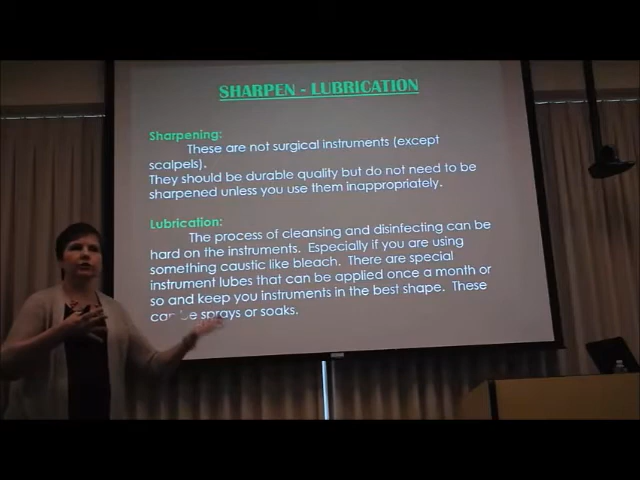 SHARPEN - LUBRICATION
Sharpening:
These are not surgical instruments (except
scalpels).
They should be durable quality but do not need to be
sharpened unless you use them inappropriately.
Lubrication:
The process of cleansing and disinfecting can be
hard on the instruments. Especially if you are using
something caustic like bleach. There are special
instrument lubes that can be applied once a month or
so and keep you instruments in the best shape. These
can be sprays or soaks.